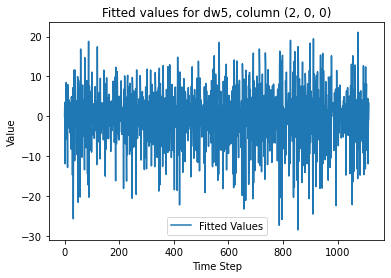 Fitted values for dw5, column (2, 0, 0)
20
10
0
−10
−20
−30
Value
Fitted Values
0 200 400 600 800 1000
Time Step